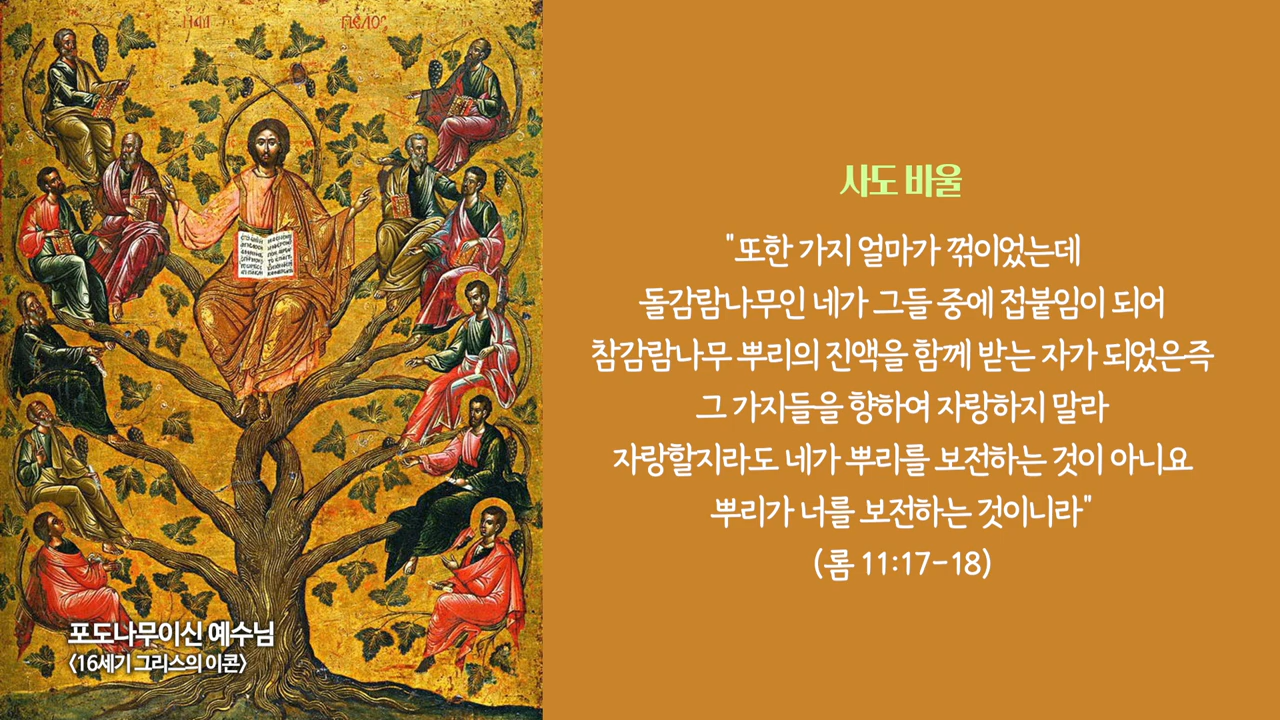 Η ΑΜ
ΠΕΛΟΣ
포도나무이신 예수님
<16세기 그리스의 이콘>
사도 바울
"또한 가지 얼마가 꺾이었는데
돌감람나무인 네가 그들 중에 접붙임이 되어
참감람나무 뿌리의 진액을 함께 받는 자가 되었은즉
그 가지들을 향하여 자랑하지 말라
자랑할지라도 네가 뿌리를 보전하는 것이 아니요
뿌리가 너를 보전하는 것이니라"
(롬 11:17-18)